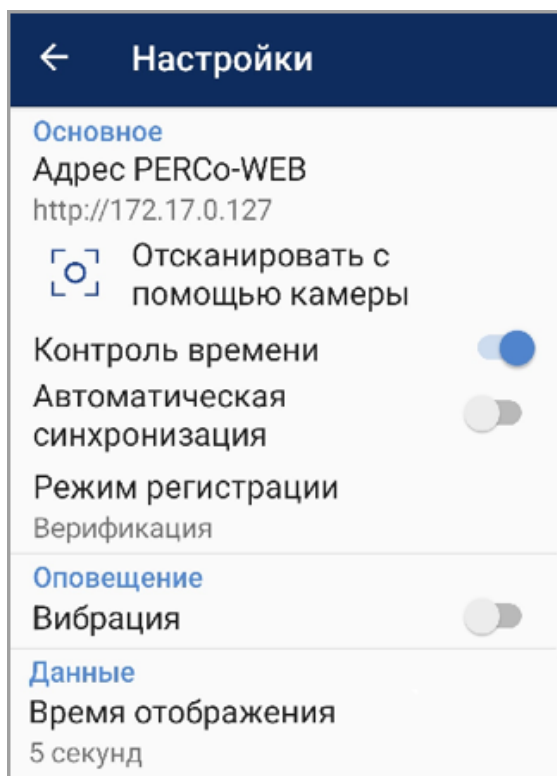 Настройки
Основное
Адрес PERCo-WEB
http://172.17.0.127
Отсканировать с
помощью камеры
Контроль времени
Автоматическая
синхронизация
Режим регистрации
Верификация
Оповещение
Вибрация
Данные
Время отображения
5 секунд